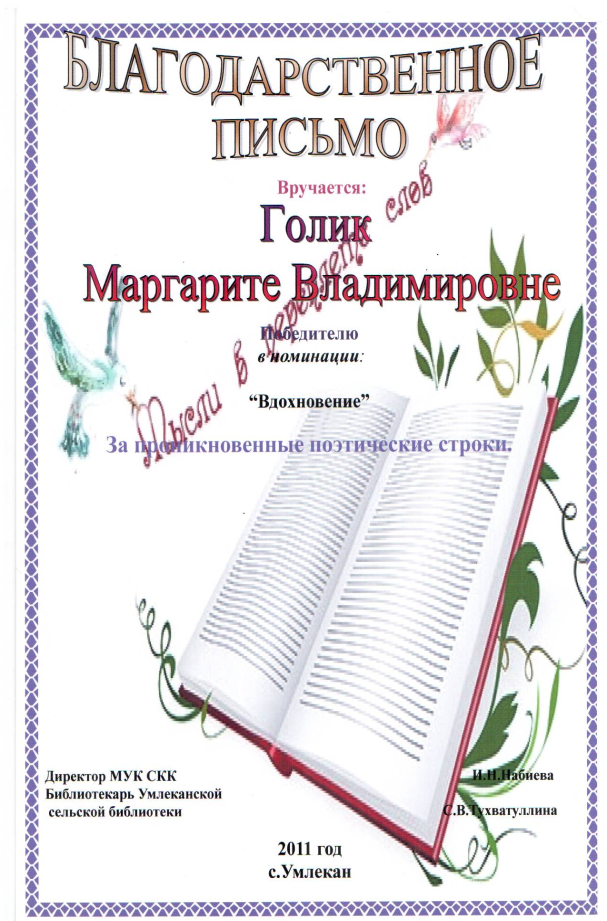 БЛАГОДАРСТВЕННОЕ
ПИСЬМО
Вручается:
Голик
Маргарите Владимировне
Победителю
в номинации:
“Вдохновение”
Мысли в переплёте слов
За проникновенные поэтические строки.
Директор МУК СКК И.Н.Набиева
Библиотекарь Умлеканской
сельской библиотеки С.В.Тухватуллина
2011 год
с.Умлекан